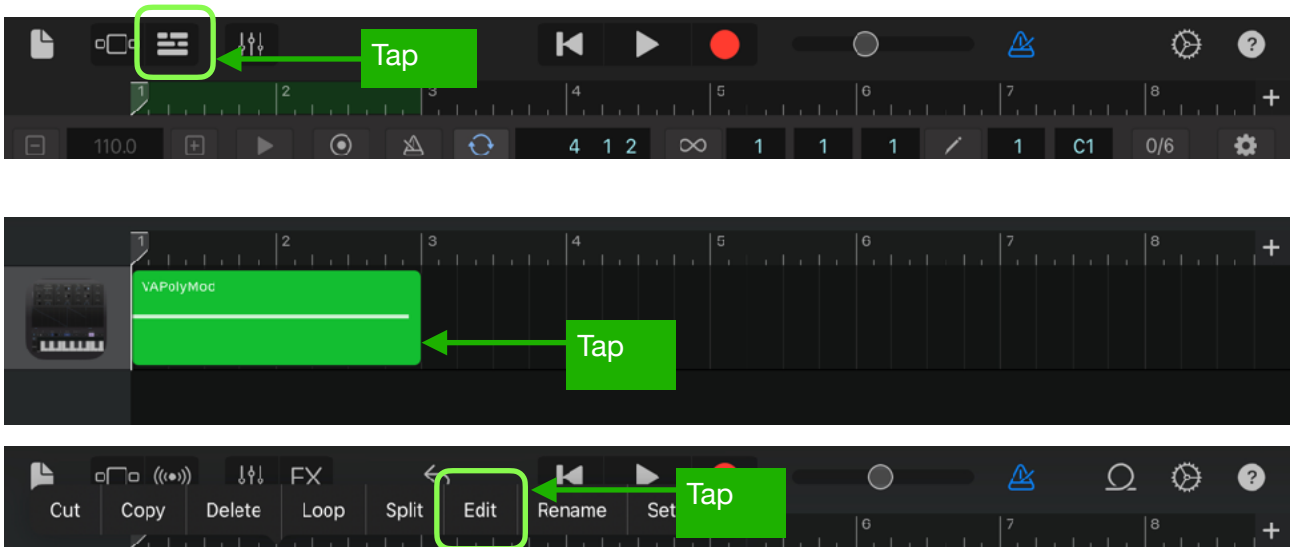 Tap
1 2 3 4 5 6 7 8 +
110.0 4 1 2 1 1 1 1 C1 0/6
1 2 3 4 5 6 7 8 +
VAPolyMod
Tap
FX
Tap
Cut Copy Delete Loop Split Edit Rename Set
6 7 8 +